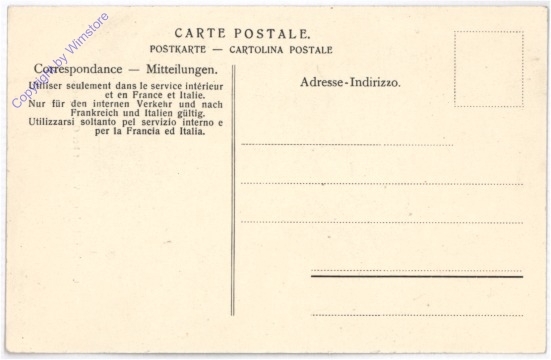 CARTE POSTALE.
POSTKARTE — CARTOLINA POSTALE
Correspondance — Mitteilungen.
Utiliser seulement dans le service intérieur
et en France et Italie.
Nur für den internen Verkehr und nach
Frankreich und Italien gültig.
Utilizzarsi soltanto pel servizio interno e
per la Francia ed Italia.
Adresse-Indirizzo.
Copyright by Wimstore